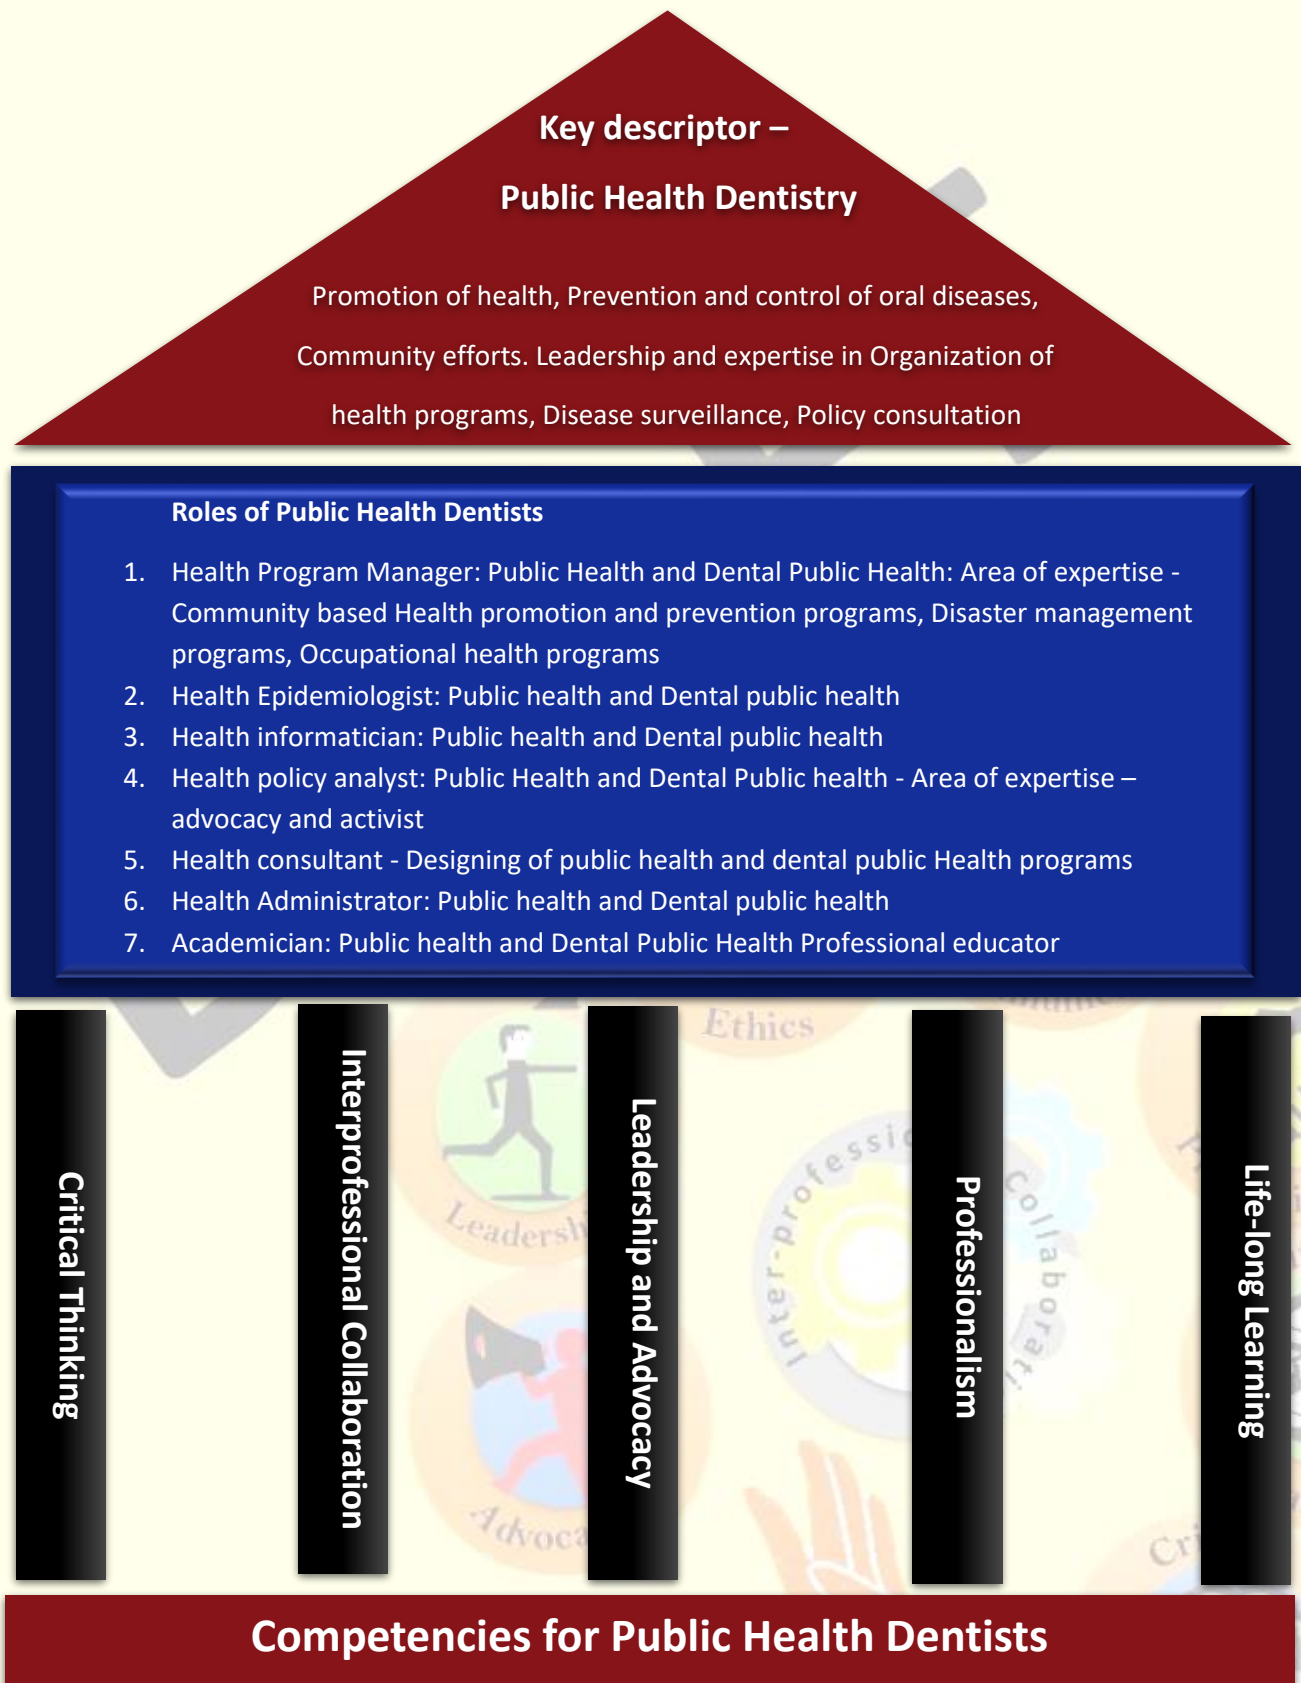 Key descriptor –
Public Health Dentistry
Promotion of health, Prevention and control of oral diseases,
Community efforts. Leadership and expertise in Organization of
health programs, Disease surveillance, Policy consultation
Roles of Public Health Dentists
1. Health Program Manager: Public Health and Dental Public Health: Area of expertise -
Community based Health promotion and prevention programs, Disaster management
programs, Occupational health programs
2. Health Epidemiologist: Public health and Dental public health
3. Health informatician: Public health and Dental public health
4. Health policy analyst: Public Health and Dental Public health - Area of expertise –
advocacy and activist
5. Health consultant - Designing of public health and dental public Health programs
6. Health Administrator: Public health and Dental public health
7. Academician: Public health and Dental Public Health Professional educator
Critical Thinking
Interprofessional Collaboration
Leadership and Advocacy
Professionalism
Life-long Learning
Ethics
Competencies for Public Health Dentists